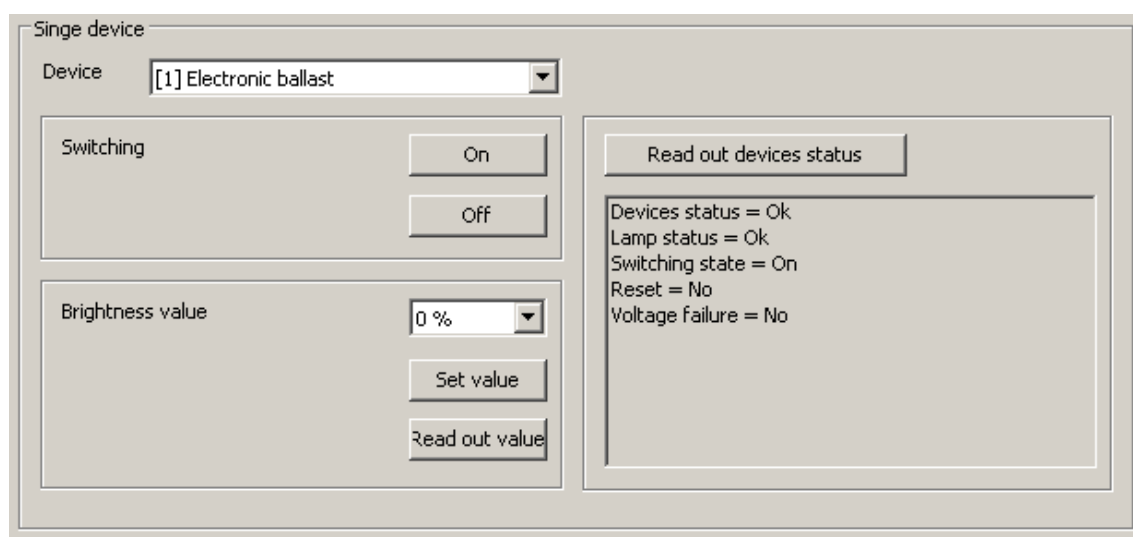 Singe device
Device
[1] Electronic ballast
Switching
On
Off
Brightness value
0 %
Set value
Read out value
Read out devices status
Devices status = Ok
Lamp status = Ok
Switching state = On
Reset = No
Voltage failure = No